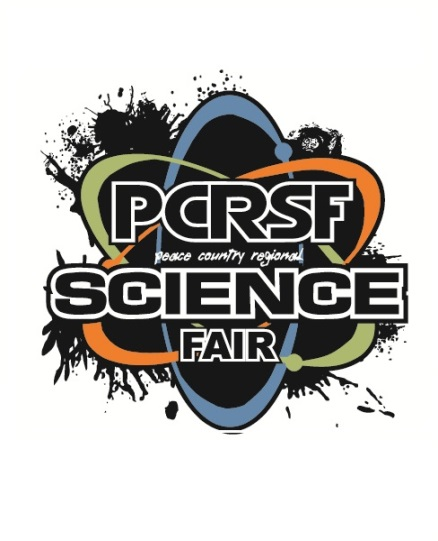 PCRSF
peace country regional
SCIENCE
FAIR